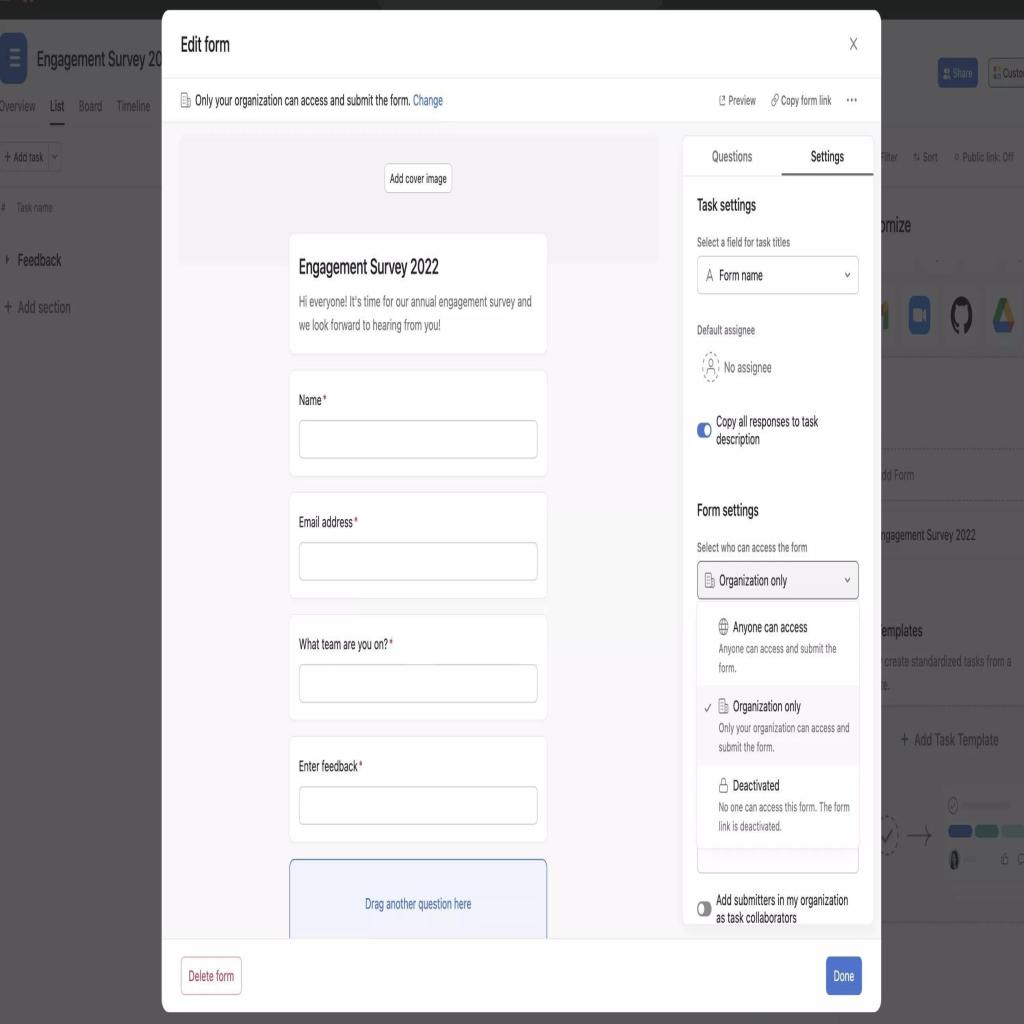 Edit form
X
Only your organization can access and submit the form. Change
Preview
Copy form link
Engagement Survey 20
Overview
List
Board
Timeline
Share
Custo
+ Add task
Filter
Sort
Public link: Off
# Task name
Feedback
+ Add section
Add cover image
Engagement Survey 2022
Hi everyone! It's time for our annual engagement survey and
we look forward to hearing from you!
Name*
Email address*
What team are you on?*
Enter feedback*
Drag another question here
Questions
Settings
Task settings
Select a field for task titles
A Form name
Default assignee
No assignee
Copy all responses to task
description
Form settings
Select who can access the form
Organization only
Anyone can access
Anyone can access and submit the
form.
Organization only
Only your organization can access and
submit the form.
Deactivated
No one can access this form. The form
link is deactivated.
Add submitters in my organization
as task collaborators
omize
dd Form
ngagement Survey 2022
Templates
create standardized tasks from a
te.
+ Add Task Template
Delete form
Done